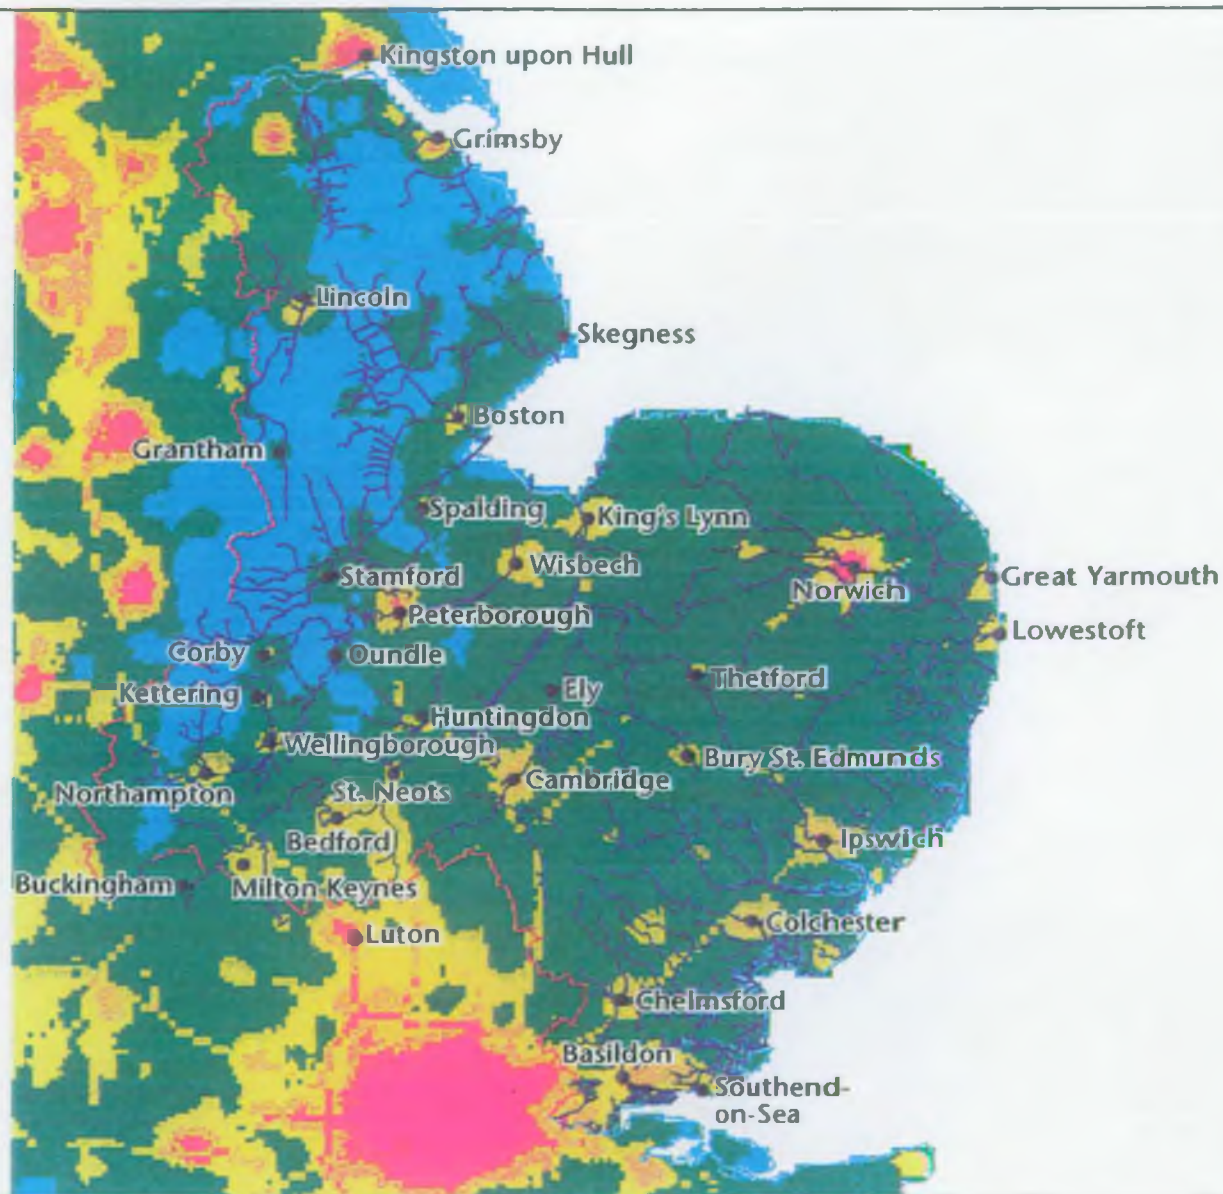 Kingston upon Hull
Grimsby
Lincoln
Skegness
Boston
Grantham
Spalding
King's Lynn
Wisbech
Stamford
Norwich
Great Yarmouth
Peterborough
Lowestoft
Corby
Oundle
Thetford
Kettering
Ely
Huntingdon
Wellingborough
Bury St. Edmunds
Cambridge
Northampton
St. Neots
Bedford
Ipswich
Buckingham
Milton Keynes
Colchester
Luton
Chelmsford
Basildon
Southend-
on-Sea